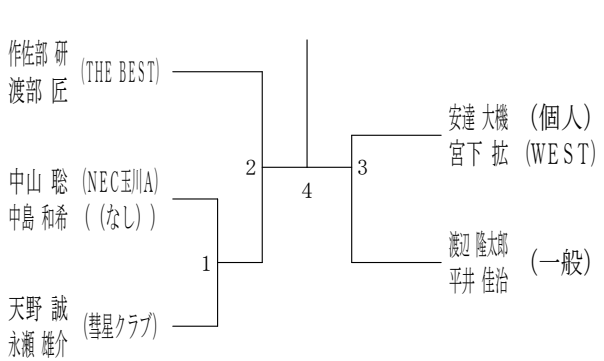 作佐部 研
渡部 匠
(THE BEST)
中山 聡 (NEC玉川A)
中島 和希 ( (なし) )
天野 誠
永瀬 雄介
(彗星クラブ)
1
2
4
3
安達 大機 (個人)
宮下 拡 (WEST)
渡辺 隆太郎
平井 佳治
(一般)